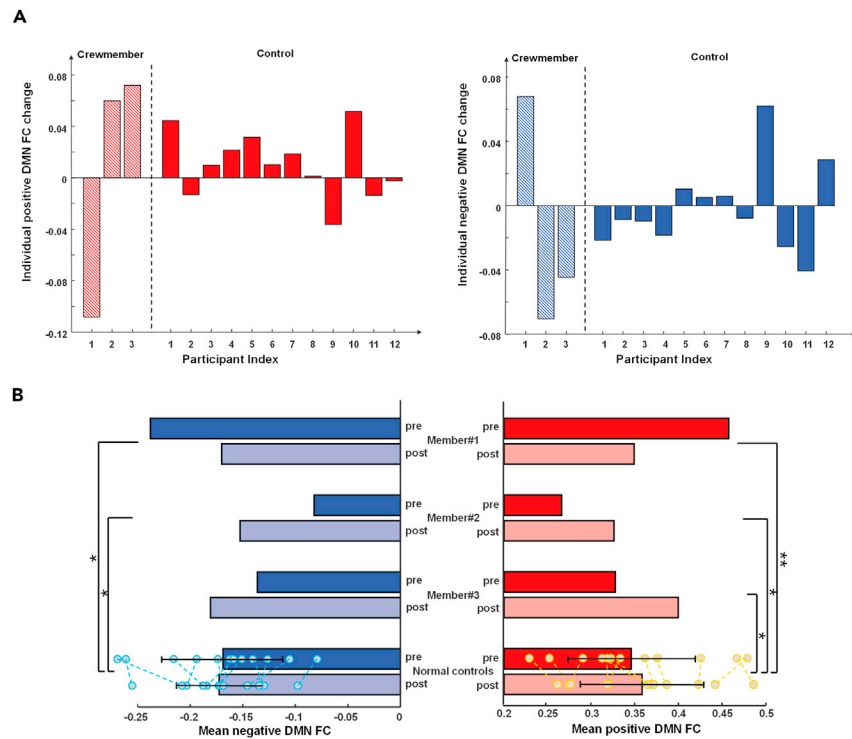 A
Crewmember Control
Individual positive DMN FC change
0.08
0.04
0
-0.04
-0.08
-0.12
1 2 3 1 2 3 4 5 6 7 8 9 10 11 12
Participant Index
Crewmember Control
Individual negative DMN FC change
0.08
0.04
0
-0.04
-0.08
1 2 3 1 2 3 4 5 6 7 8 9 10 11 12
Participant Index
B
pre pre
Member#1
post post
pre pre
Member#2
post post
pre pre
Member#3
post post
pre pre
Normal controls
post post
* * ** * *
-0.25 -0.2 -0.15 -0.1 -0.05 0
Mean negative DMN FC
0.2 0.25 0.3 0.35 0.4 0.45 0.5
Mean positive DMN FC